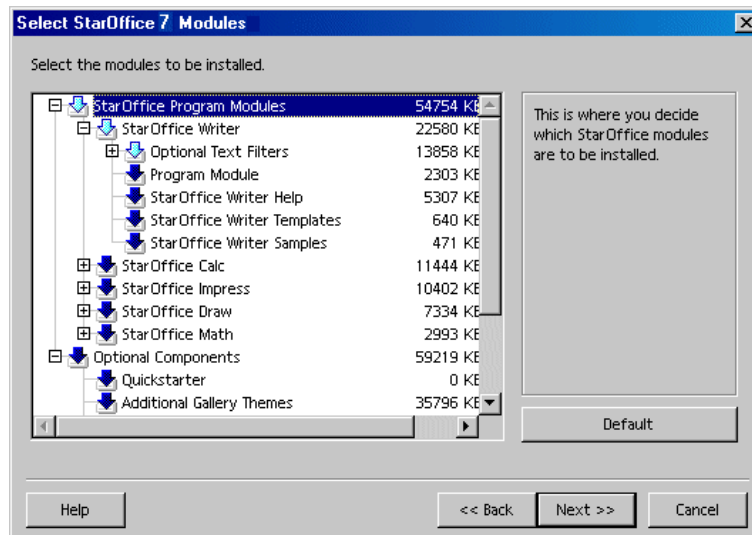 Select StarOffice 7 Modules
Select the modules to be installed.
StarOffice Program Modules 54754 KB
StarOffice Writer 22580 KB
Optional Text Filters 13858 KB
Program Module 2303 KB
StarOffice Writer Help 5307 KB
StarOffice Writer Templates 640 KB
StarOffice Writer Samples 471 KB
StarOffice Calc 11444 KB
StarOffice Impress 10402 KB
StarOffice Draw 7334 KB
StarOffice Math 2993 KB
Optional Components 59219 KB
Quickstarter 0 KB
Additional Gallery Themes 35796 KB
This is where you decide
which StarOffice modules
are to be installed.
Default
Help
<< Back
Next >>
Cancel